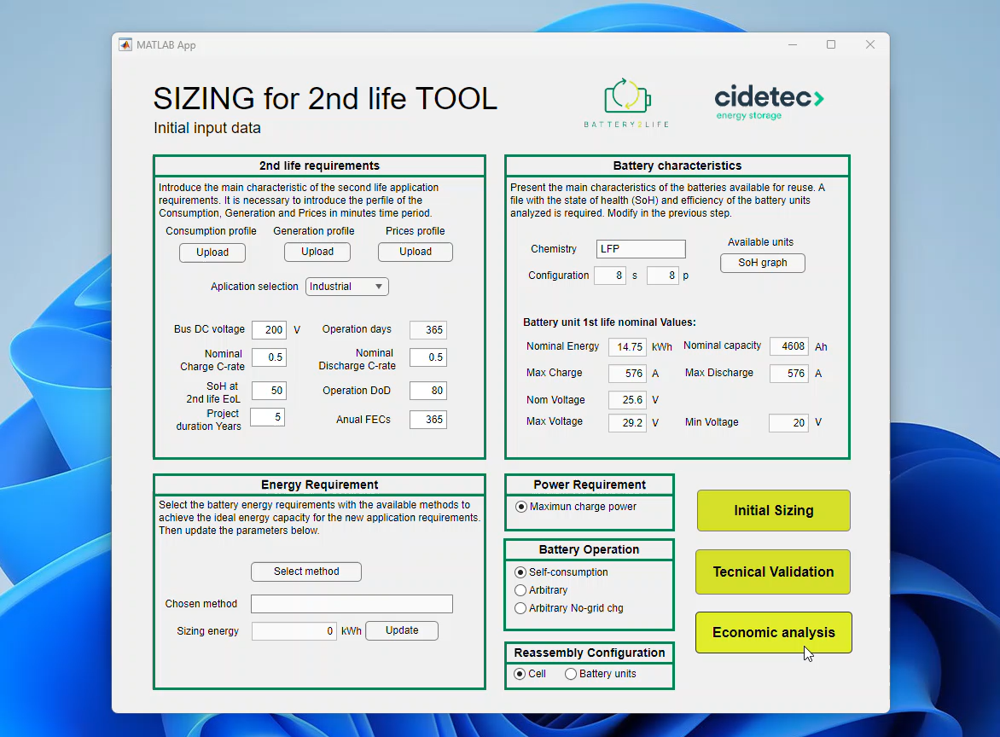 MATLAB App
SIZING for 2nd life TOOL
Initial input data
BATTERY2LIFE
cidetec
energy storage
2nd life requirements
Introduce the main characteristic of the second life application
requirements. It is necessary to introduce the perfile of the
Consumption, Generation and Prices in minutes time period.
Consumption profile Generation profile Prices profile
Upload Upload Upload
Aplication selection Industrial
Bus DC voltage 200 V Operation days 365
Nominal
Charge C-rate 0.5
Nominal
Discharge C-rate 0.5
SoH at
2nd life EoL 50
Operation DoD 80
Project
duration Years 5
Anual FECs 365
Battery characteristics
Present the main characteristics of the batteries available for reuse. A
file with the state of health (SoH) and efficiency of the battery units
analyzed is required. Modify in the previous step.
Chemistry LFP
Available units
SoH graph
Configuration 8 s 8 p
Battery unit 1st life nominal Values:
Nominal Energy 14.75 kWh Nominal capacity 4608 Ah
Max Charge 576 A Max Discharge 576 A
Nom Voltage 25.6 V
Max Voltage 29.2 V Min Voltage 20 V
Energy Requirement
Select the battery energy requirements with the available methods to
achieve the ideal energy capacity for the new application requirements.
Then update the parameters below.
Select method
Chosen method
Sizing energy 0 kWh Update
Power Requirement
Maximun charge power
Battery Operation
Self-consumption
Arbitrary
Arbitrary No-grid chg
Reassembly Configuration
Cell Battery units
Initial Sizing
Tecnical Validation
Economic analysis